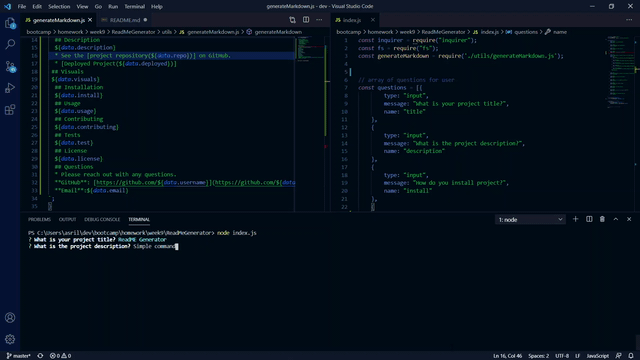 File Edit Selection View Go Run Terminal Help
generateMarkdown.js - dev - Visual Studio Code
generateMarkdown.js README.md
bootcamp > homework > week9 > ReadMeGenerator > utils > generateMarkdown.js > generateMarkdown
14 ## Description
15 ${data.description}
16 * See the [project repository(${data.repo})] on GitHub.
17 * [Deployed Project(${data.deployed})]
18 ## Visuals
19 ${data.visuals}
20 ## Installation
21 ${data.install}
22 ## Usage
23 ${data.usage}
24 ## Contributing
25 ${data.contributing}
26 ## Tests
27 ${data.test}
28 ## License
29 ${data.license}
30 ## Questions
31 * Please reach out with any questions.
32 **GitHub**: [https://github.com/${data.username}](https://github.com/${data
33 **Email**:${data.email}
34 `;
35 }
index.js
bootcamp > homework > week9 > ReadMeGenerator > index.js > questions > name
1 const inquirer = require("inquirer");
2 const fs = require("fs");
3 const generateMarkdown = require('./utils/generateMarkdown.js');
4
5
6 // array of questions for user
7 const questions = [{
8 type: "input",
9 message: "What is your project title?",
10 name: "title"
11 },
12 {
13 type: "input",
14 message: "What is the project description?",
15 name: "description"
16 },
17 {
18 type: "input",
19 message: "How do you install project?",
20 name: "install"
21 },
22 {
PROBLEMS OUTPUT DEBUG CONSOLE TERMINAL
1: node
PS C:\Users\asril\dev\bootcamp\homework\week9\ReadMeGenerator> node index.js
? What is your project title? ReadME Generator
? What is the project description? Simple command
master* 0 0
Ln 16, Col 46 Spaces: 2 UTF-8 LF JavaScript